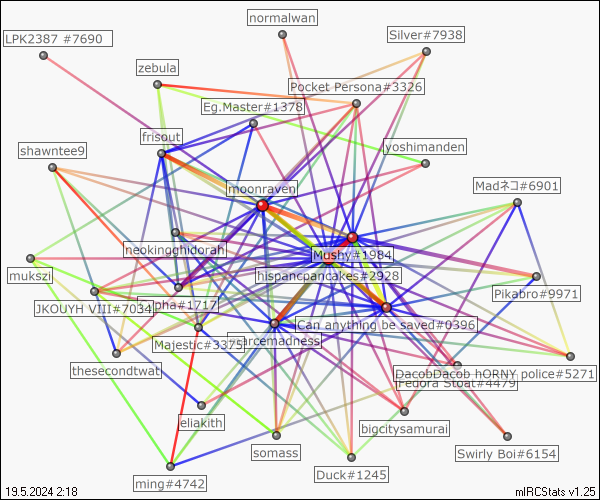 normalwan
LPK2387 #7690
Silver#7938
zebula
Pocket Persona#3326
Eg.Master#1378
frisout
yoshimanden
shawntee9
moonraven
Madネコ#6901
neokingghidorah
Mushy#1984
mukszi
hispancpancakes#2928
Pikabro#9971
JKOUYH VIII#7034
alpha#1717
Can anything be saved#0396
Majestic#3375
arcemadness
thesecondtwat
DacobDacob hORNY police#5271
Fedora Stoat#4479
eliakith
bigcitysamurai
somass
Swirly Boi#6154
Duck#1245
ming#4742
19.5.2024 2:18
mIRCStats v1.25